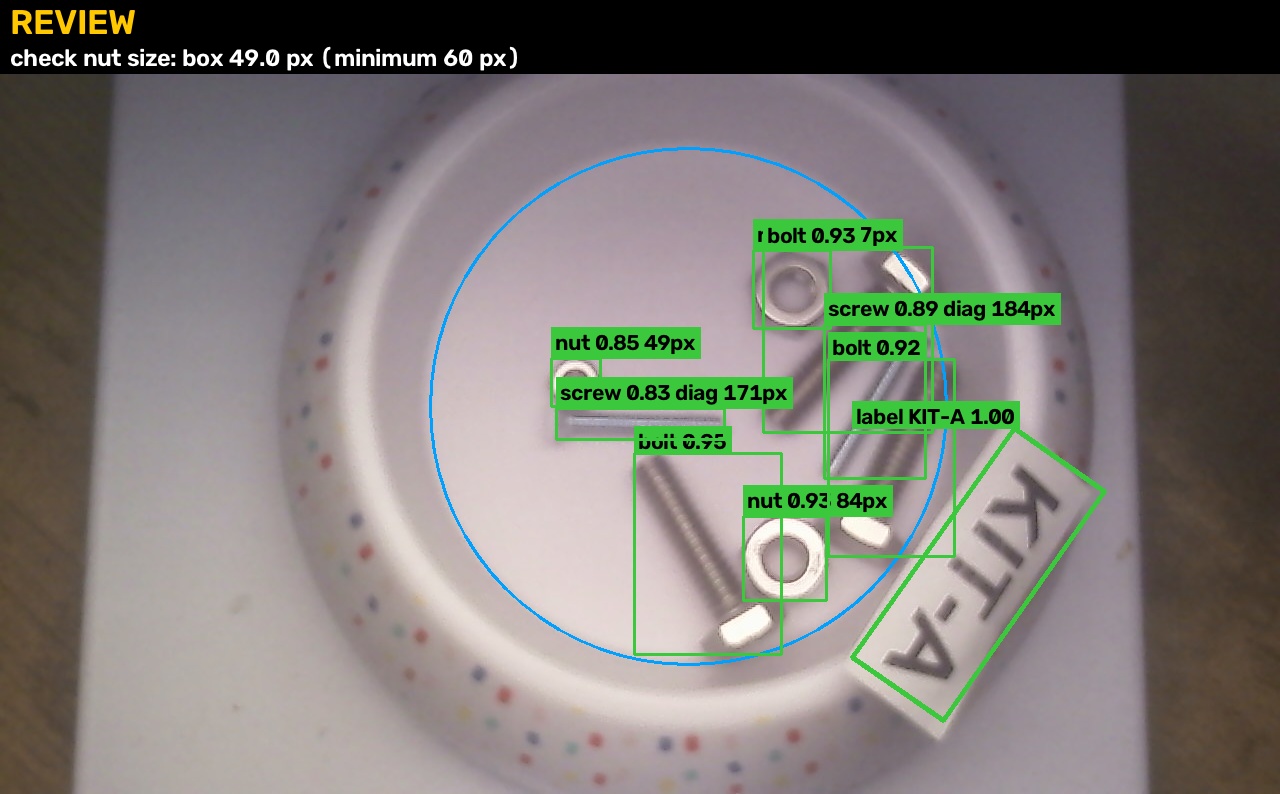 REVIEW
check nut size: box 49.0 px (minimum 60 px)
bolt 0.93 7px
screw 0.89 diag 184px
nut 0.85 49px
bolt 0.92
screw 0.83 diag 171px
label KIT-A 1.00
bolt 0.95
nut 0.93 84px
KIT-A